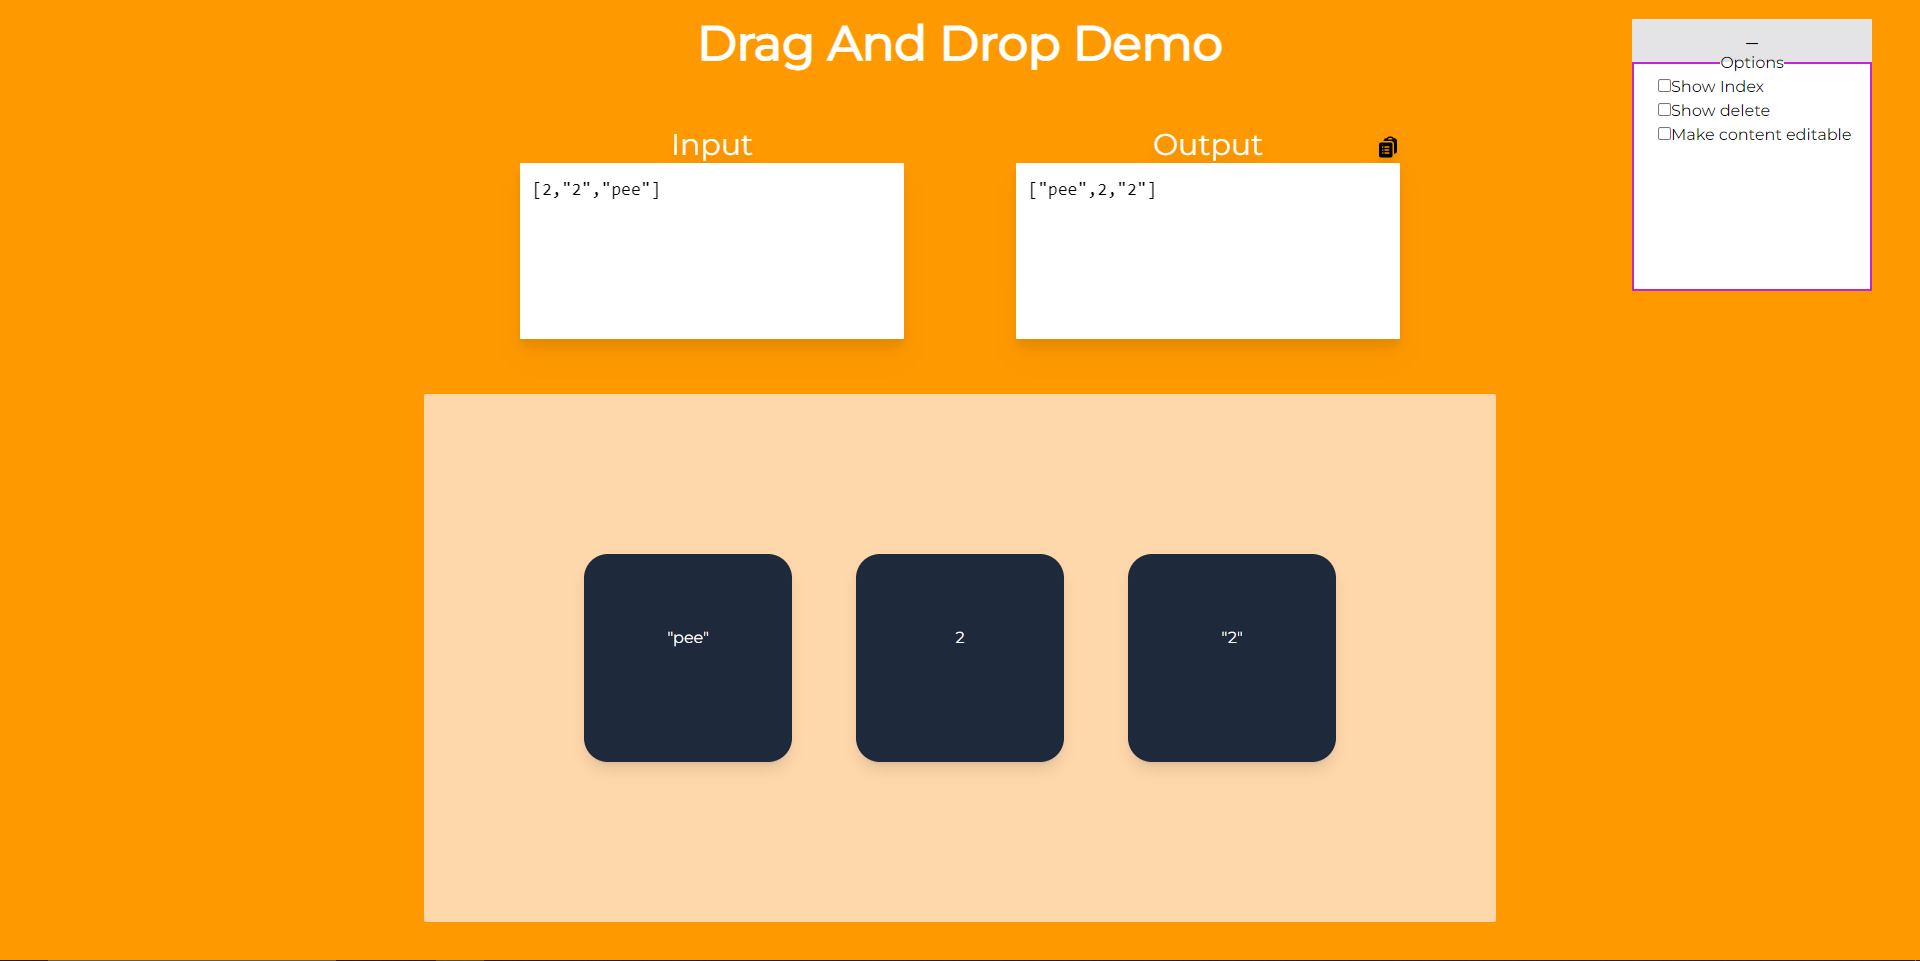 Drag And Drop Demo
Options
Show Index
Show delete
Make content editable
Input
Output
[2,"2","pee"]
["pee",2,"2"]
"pee"
2
"2"